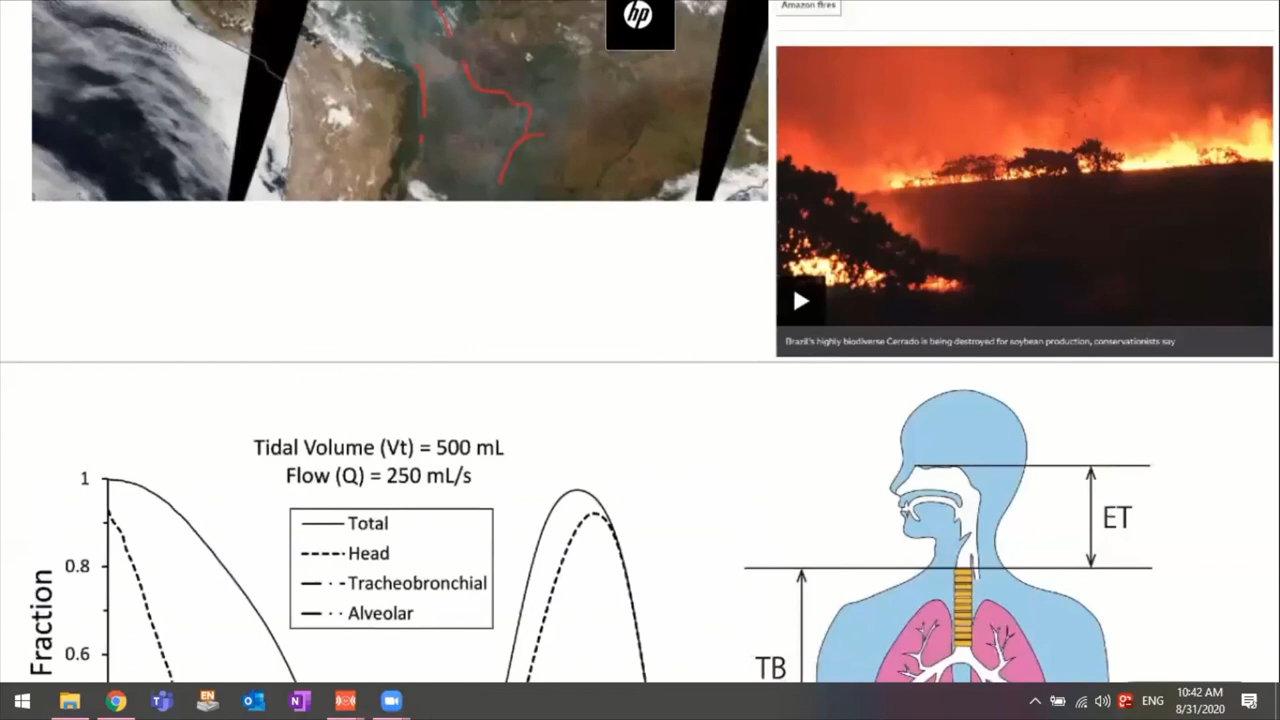 hp
Amazon fires
Brazil's highly biodiverse Cerrado is being destroyed for soybean production, conservationists say
Tidal Volume (Vt) = 500 mL
Flow (Q) = 250 mL/s
1
Total
Head
Tracheobronchial
Alveolar
0.8
0.6
Fraction
ET
TB
EN
ENG
10:42 AM
8/31/2020